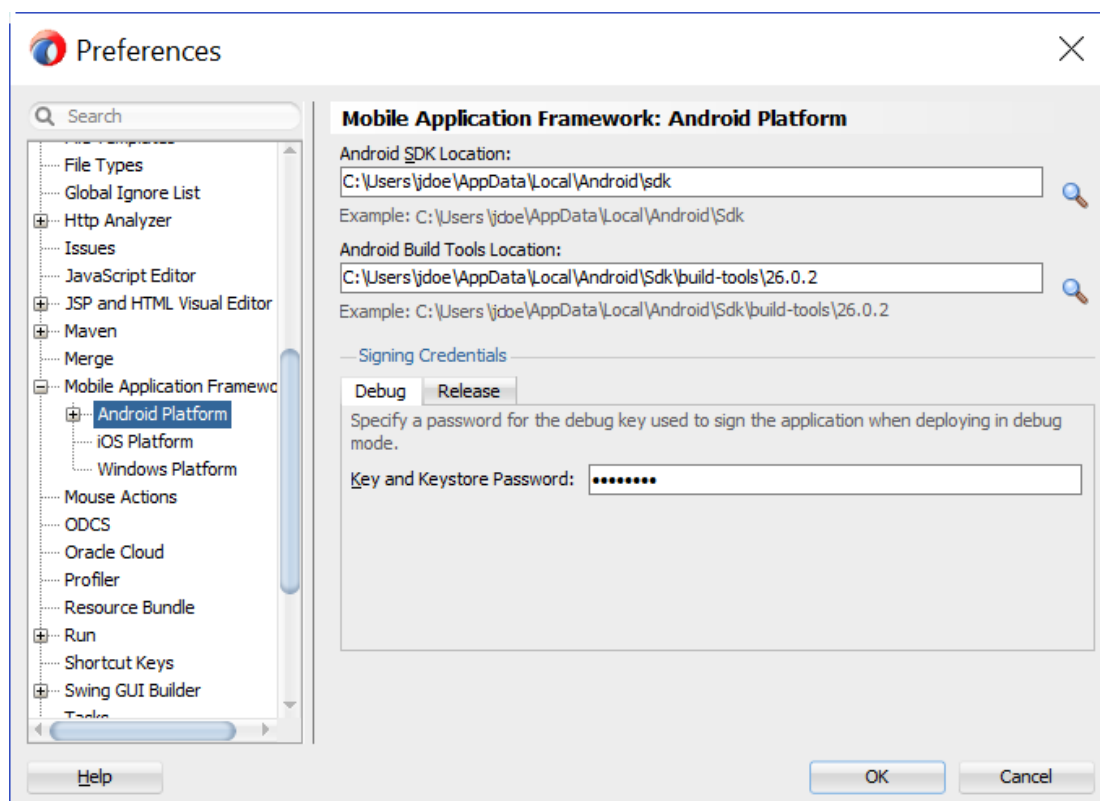 Preferences
Search
File Templates
File Types
Global Ignore List
Http Analyzer
Issues
JavaScript Editor
JSP and HTML Visual Editor
Maven
Merge
Mobile Application Framewo
Android Platform
iOS Platform
Windows Platform
Mouse Actions
ODCS
Oracle Cloud
Profiler
Resource Bundle
Run
Shortcut Keys
Swing GUI Builder
Tasks
Mobile Application Framework: Android Platform
Android SDK Location:
C:\Users\jdoe\AppData\Local\Android\sdk
Example: C:\Users\jdoe\AppData\Local\Android\Sdk
Android Build Tools Location:
C:\Users\jdoe\AppData\Local\Android\Sdk\build-tools\26.0.2
Example: C:\Users\jdoe\AppData\Local\Android\Sdk\build-tools\26.0.2
Signing Credentials
Debug Release
Specify a password for the debug key used to sign the application when deploying in debug
mode.
Key and Keystore Password: ••••••••
Help OK Cancel